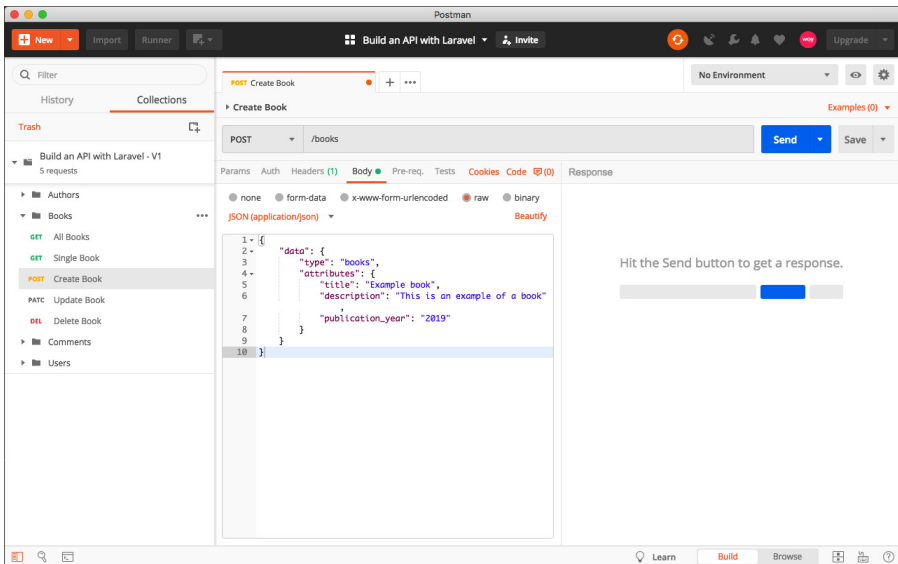 Postman
New Import Runner Build an API with Laravel Invite Upgrade
Filter
History Collections
Trash
Build an API with Laravel - V1
5 requests
Authors
Books
GET All Books
GET Single Book
POST Create Book
PATC Update Book
DEL Delete Book
Comments
Users
POST Create Book
No Environment
Create Book
Examples (0)
POST /books Send Save
Params Auth Headers (1) Body Pre-req. Tests Cookies Code (0)
none form-data x-www-form-urlencoded raw binary
JSON (application/json) Beautify
1 {
2 "data": {
3 "type": "books",
4 "attributes": {
5 "title": "Example book",
6 "description": "This is an example of a book"
,
7 "publication_year": "2019"
8 }
9 }
10 }
Response
Hit the Send button to get a response.
Learn Build Browse